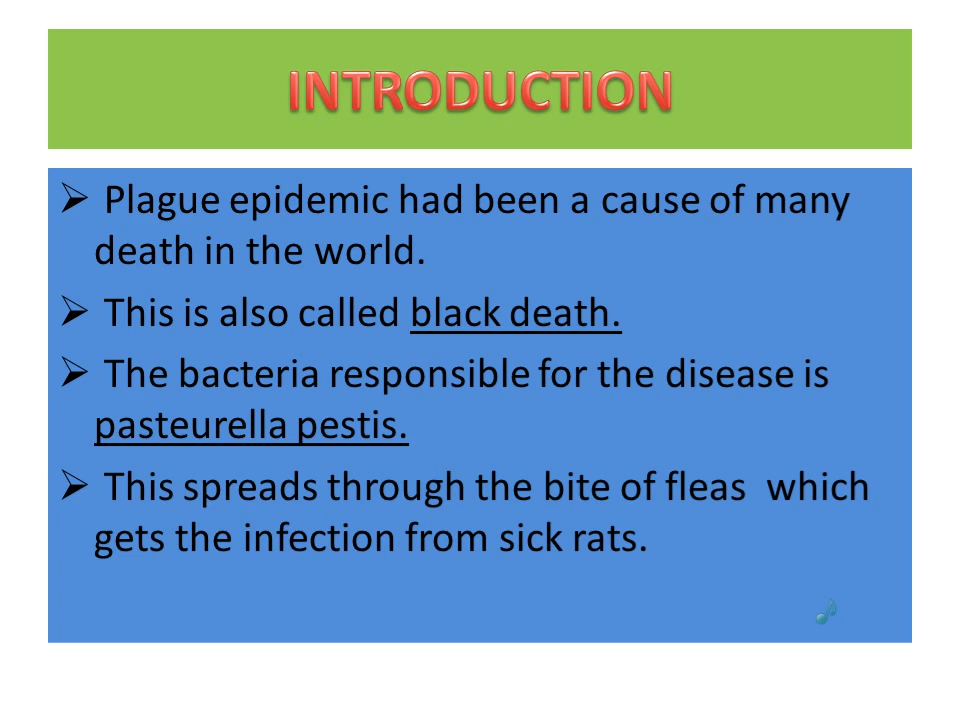 INTRODUCTION
➢ Plague epidemic had been a cause of many
death in the world.
➢ This is also called black death.
➢ The bacteria responsible for the disease is
pasteurella pestis.
➢ This spreads through the bite of fleas  which
gets the infection from sick rats.